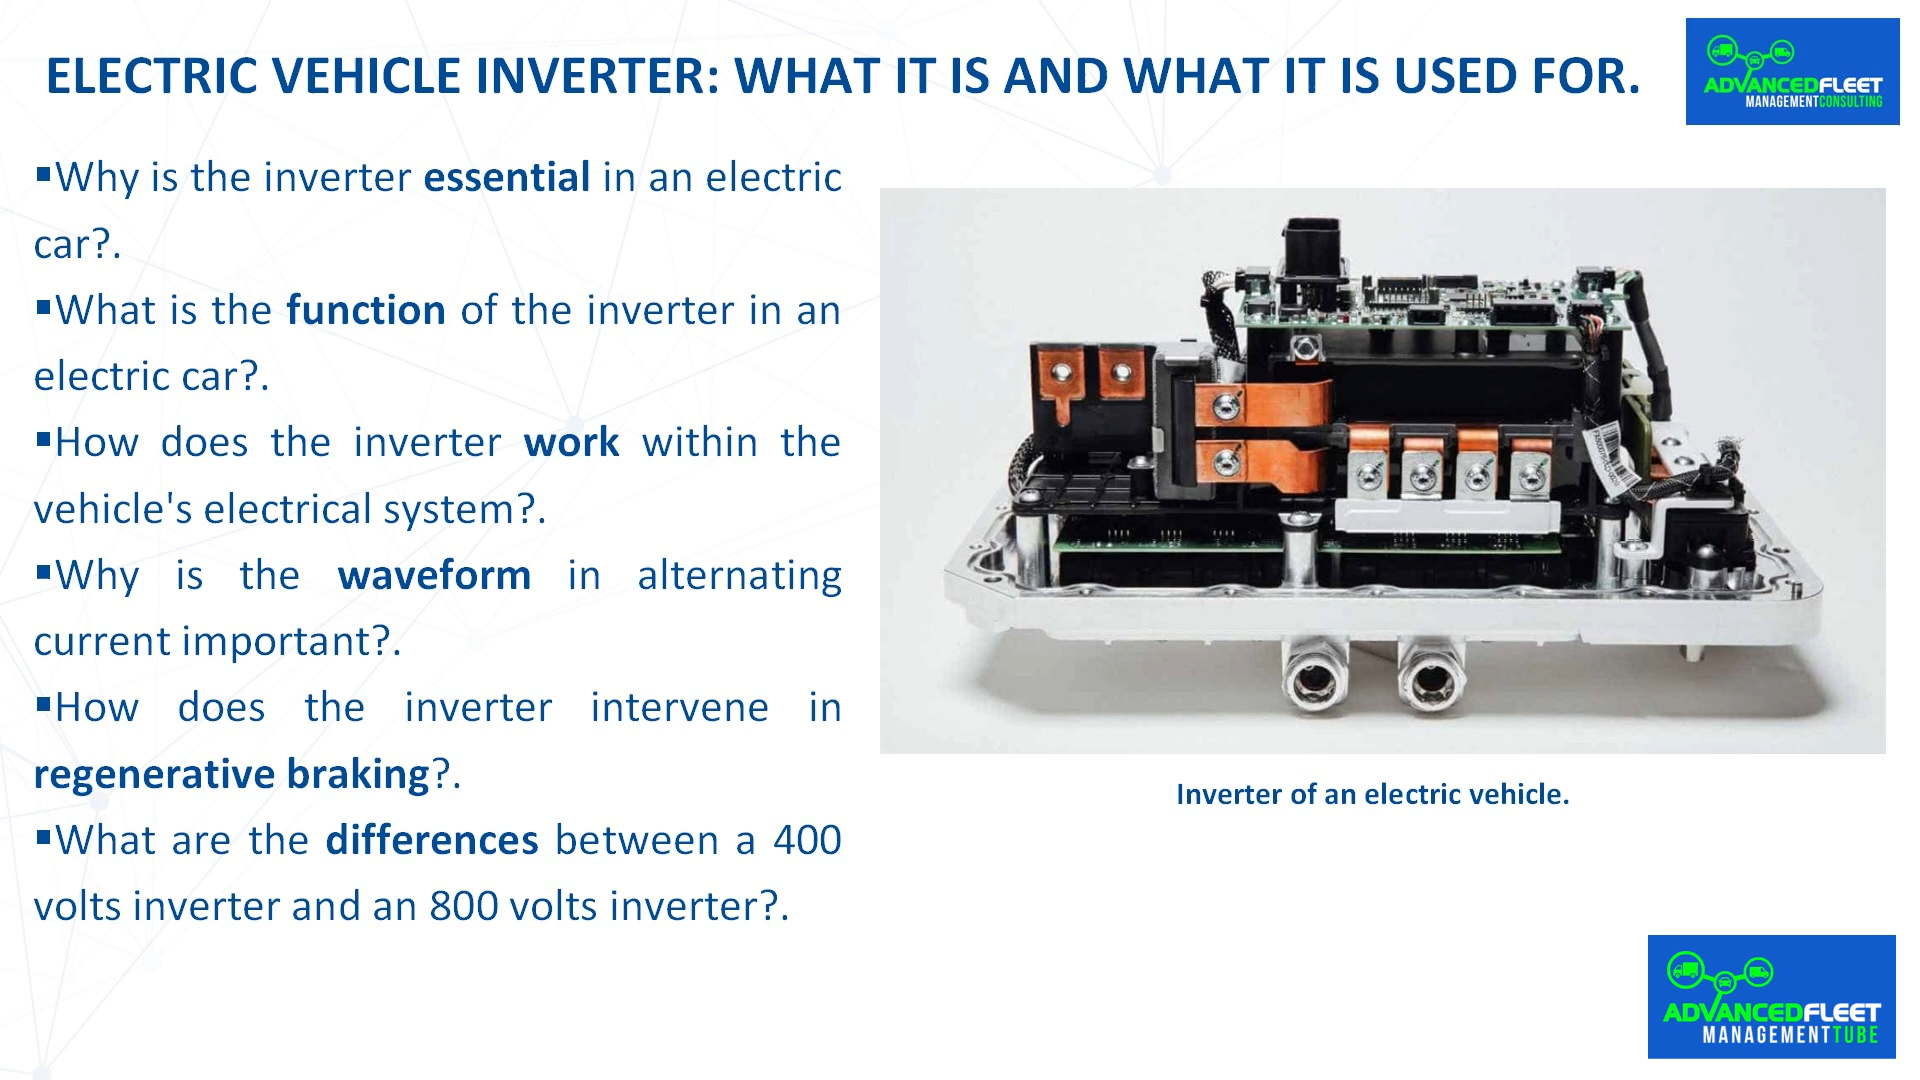 ELECTRIC VEHICLE INVERTER: WHAT IT IS AND WHAT IT IS USED FOR.
ADVANCEDFLEET
MANAGEMENTCONSULTING
▪Why is the inverter essential in an electric
car?.
▪What is the function of the inverter in an
electric car?.
▪How does the inverter work within the
vehicle's electrical system?.
▪Why is the waveform in alternating
current important?.
▪How does the inverter intervene in
regenerative braking?.
▪What are the differences between a 400
volts inverter and an 800 volts inverter?.
Inverter of an electric vehicle.
ADVANCEDFLEET
MANAGEMENTTUBE